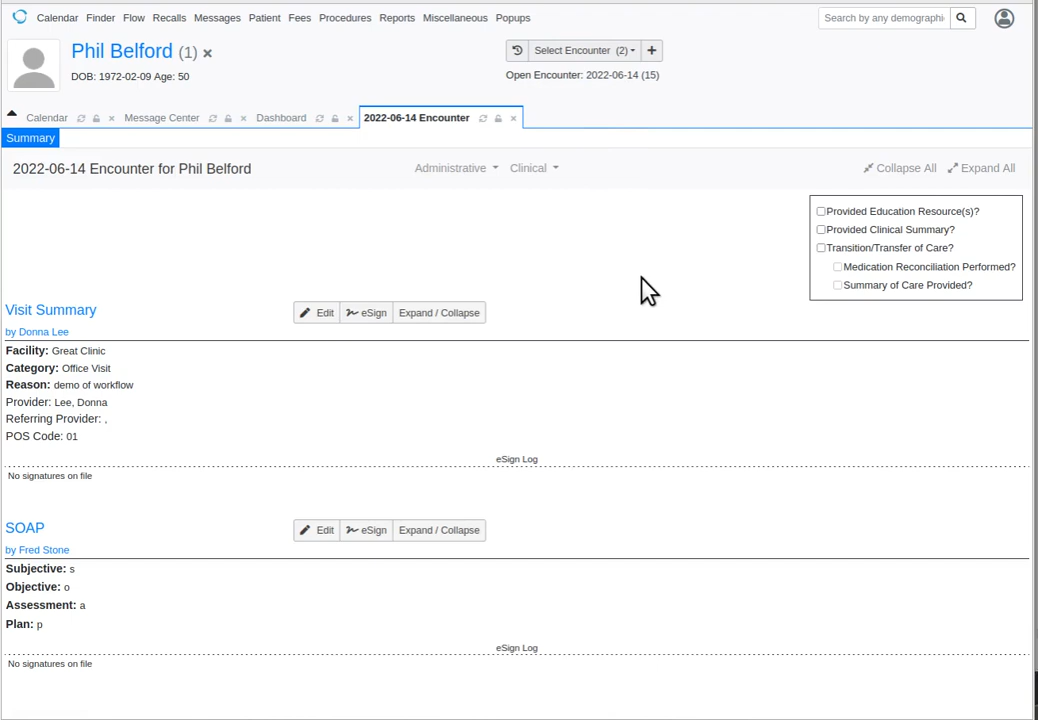 Calendar Finder Flow Recalls Messages Patient Fees Procedures Reports Miscellaneous Popups
Search by any demographi
Phil Belford (1)
DOB: 1972-02-09 Age: 50
Select Encounter (2)
Open Encounter: 2022-06-14 (15)
Calendar Message Center Dashboard 2022-06-14 Encounter
Summary
2022-06-14 Encounter for Phil Belford Administrative Clinical Collapse All Expand All
Provided Education Resource(s)?
Provided Clinical Summary?
Transition/Transfer of Care?
Medication Reconciliation Performed?
Summary of Care Provided?
Visit Summary Edit eSign Expand / Collapse
by Donna Lee
Facility: Great Clinic
Category: Office Visit
Reason: demo of workflow
Provider: Lee, Donna
Referring Provider: ,
POS Code: 01
eSign Log
No signatures on file
SOAP Edit eSign Expand / Collapse
by Fred Stone
Subjective: s
Objective: o
Assessment: a
Plan: p
eSign Log
No signatures on file